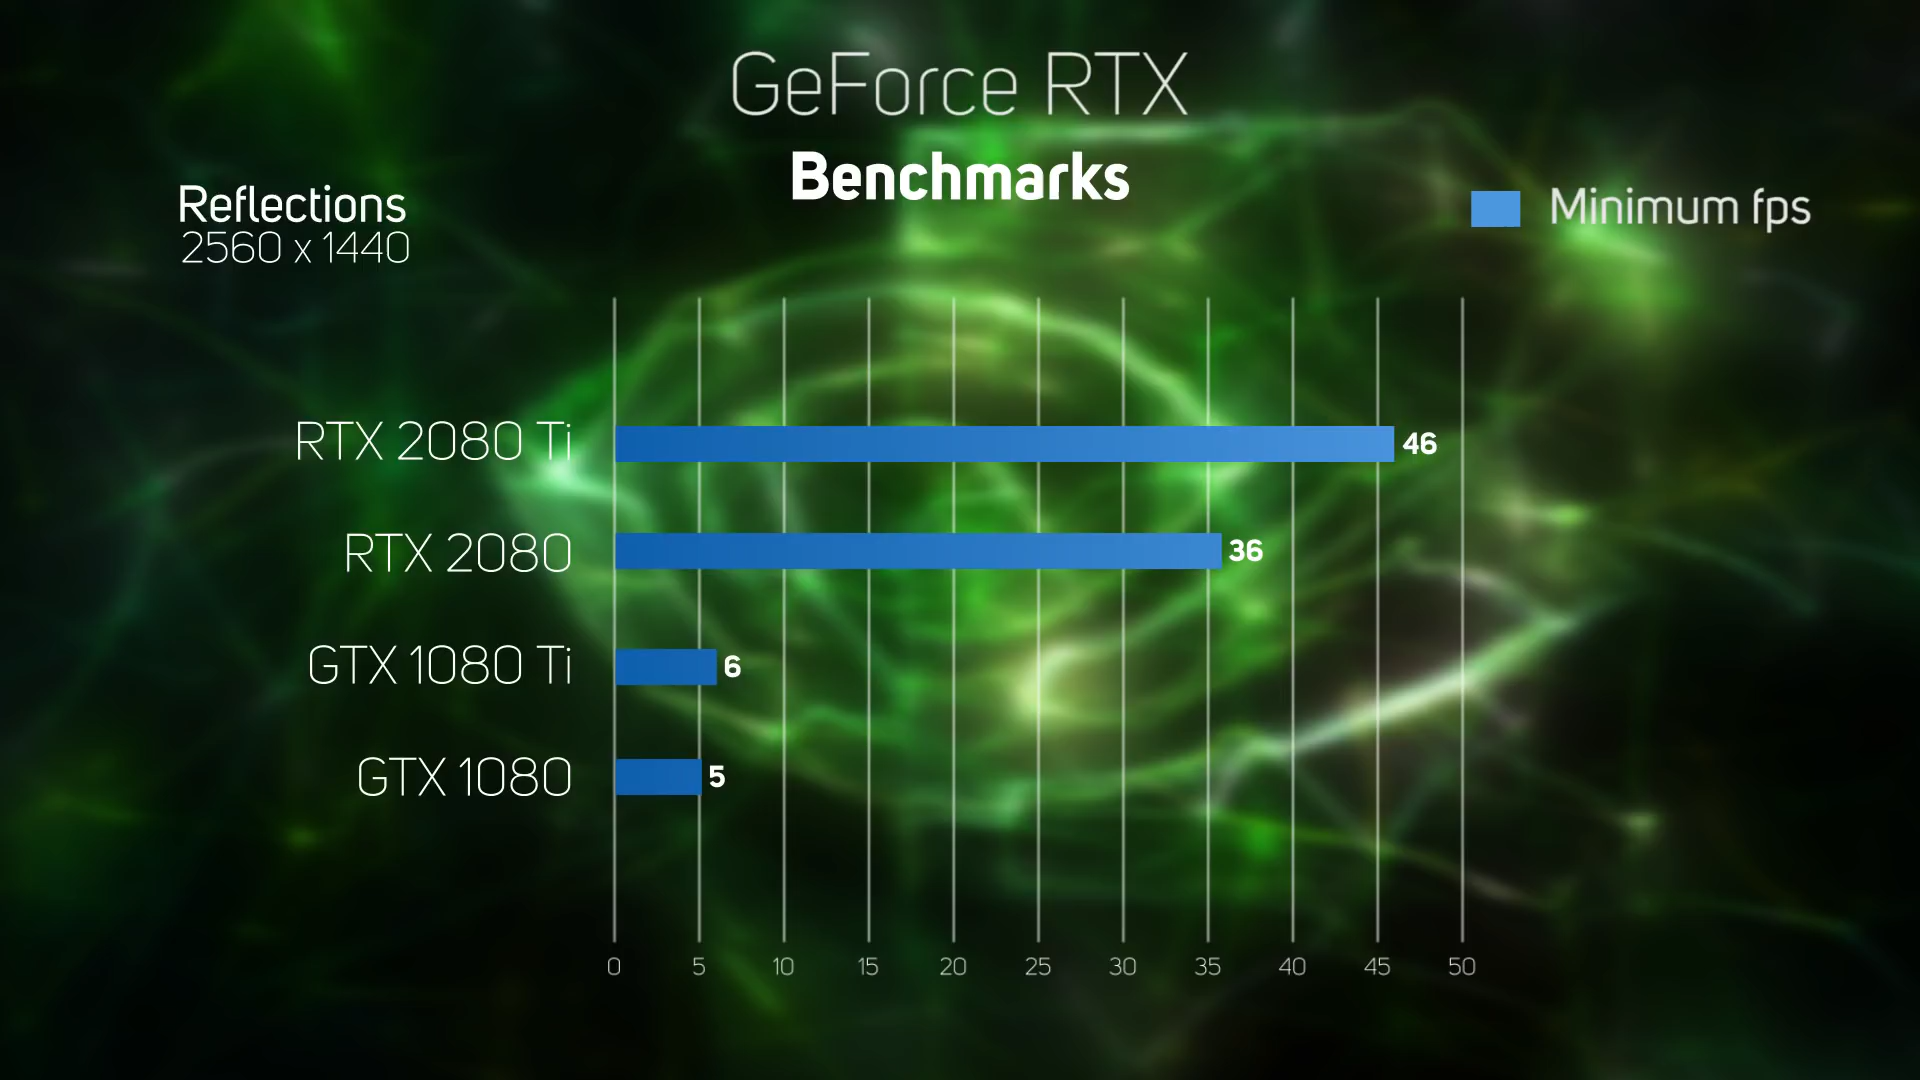 GeForce RTX
Benchmarks
Reflections
2560 x 1440
Minimum fps
RTX 2080 Ti 46
RTX 2080 36
GTX 1080 Ti 6
GTX 1080 5
0 5 10 15 20 25 30 35 40 45 50